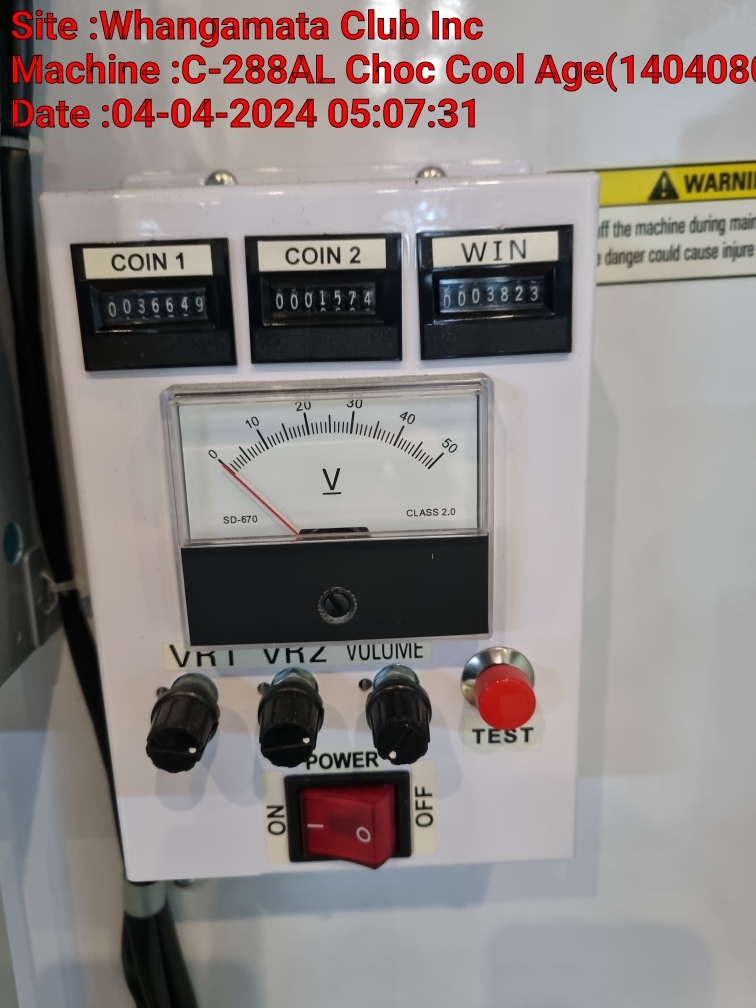 Site :Whangamata Club Inc
Machine :C-288AL Choc Cool Age(140408
Date :04-04-2024 05:07:31
WARNI
ff the machine during main
danger could cause injure
COIN 1
COIN 2
WIN
0036649
0001574
0003823
0 10 20 30 40 50
V
SD-670
CLASS 2.0
VR1 VR2 VOLUME
TEST
POWER
ON
OFF